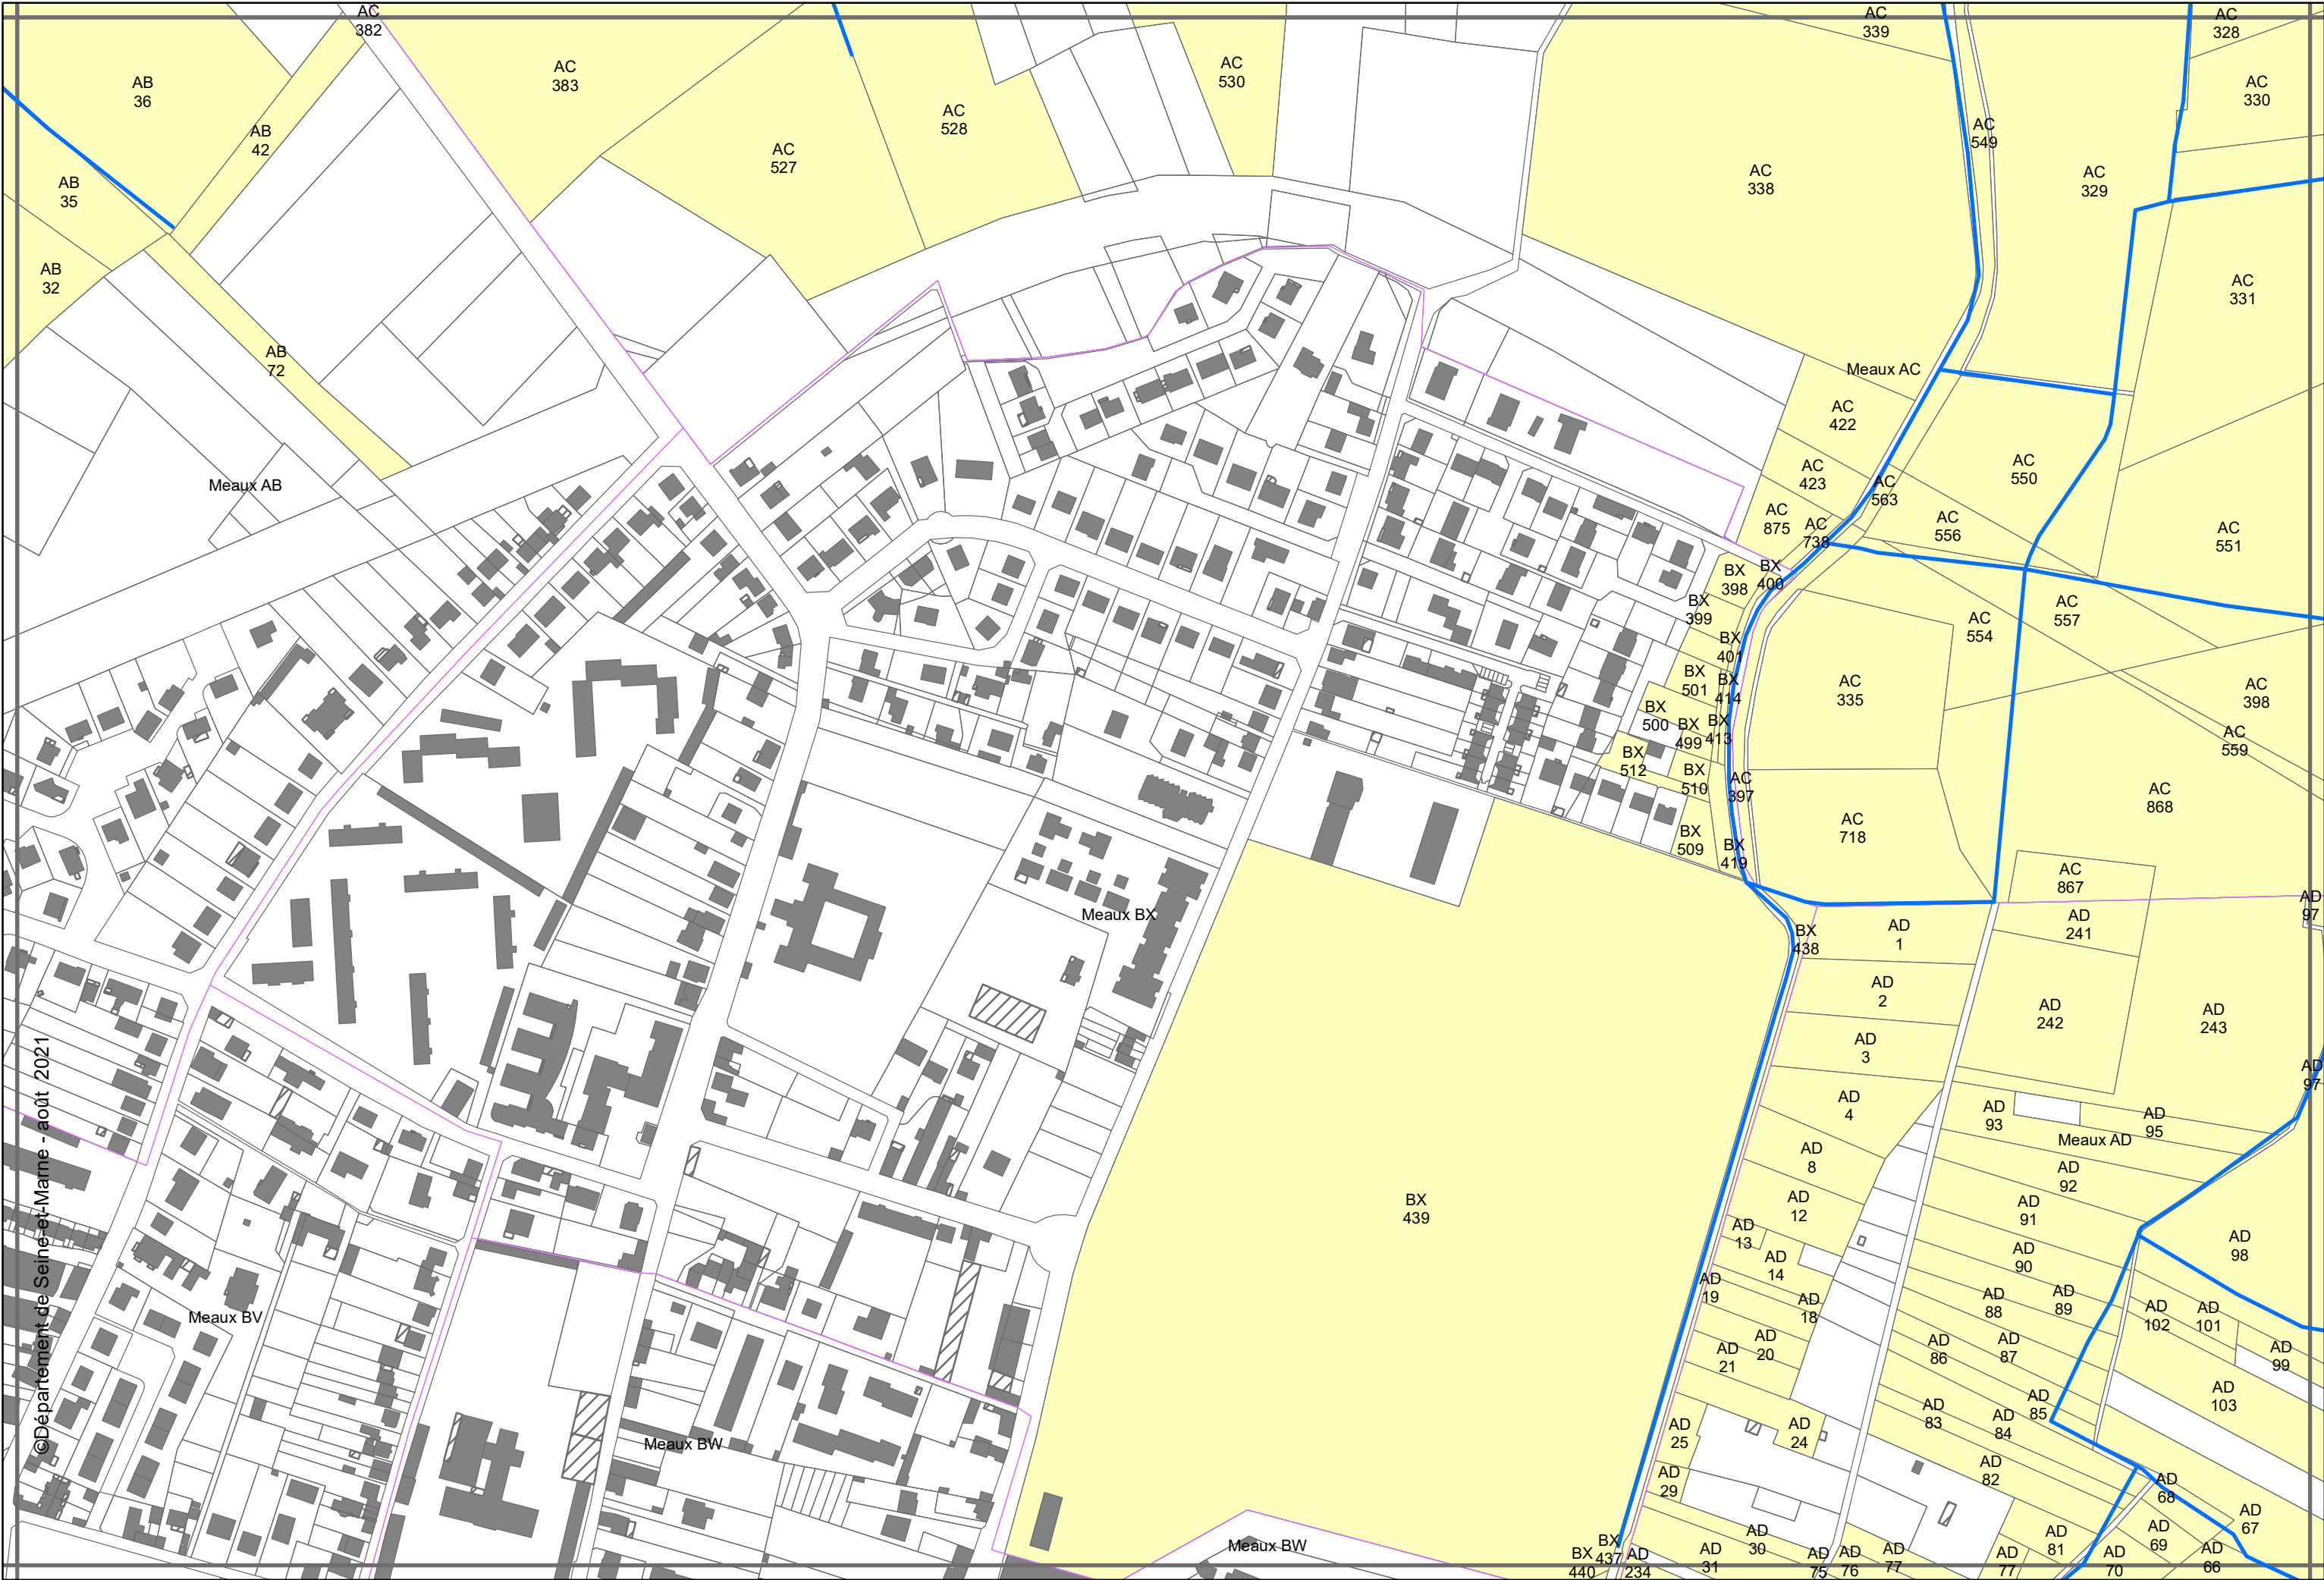 AC
382
AC
339
AC
328
AB
36
AC
383
AC
530
AC
330
AB
42
AC
528
AC
549
AC
527
AC
338
AC
329
AB
35
AB
32
AC
331
AB
72
Meaux AC
AC
422
Meaux AB
AC
423
AC
563
AC
550
AC
875
AC
738
AC
556
AC
551
BX
398
BX
400
BX
399
AC
554
AC
557
BX
401
BX
501
BX
414
AC
335
AC
398
BX
500
BX
499
BX
413
AC
559
BX
512
BX
510
AC
397
AC
868
BX
509
BX
419
AC
718
AC
867
Meaux BX
AD
97
BX
438
AD
1
AD
241
AD
2
AD
242
AD
243
AD
3
AD
97
AD
4
AD
93
AD
95
Meaux AD
AD
8
AD
92
AD
12
AD
91
BX
439
AD
13
AD
14
AD
90
AD
98
AD
19
AD
18
AD
88
AD
89
AD
102
AD
101
Meaux BV
AD
21
AD
20
AD
86
AD
87
AD
99
AD
103
AD
25
AD
24
AD
83
AD
84
AD
85
Meaux BW
AD
29
AD
82
AD
68
AD
67
Meaux BW
BX
437
BX
440
AD
234
AD
31
AD
30
AD
75
AD
76
AD
77
AD
77
AD
81
AD
70
AD
69
AD
66
©Département de Seine-et-Marne - août 2021